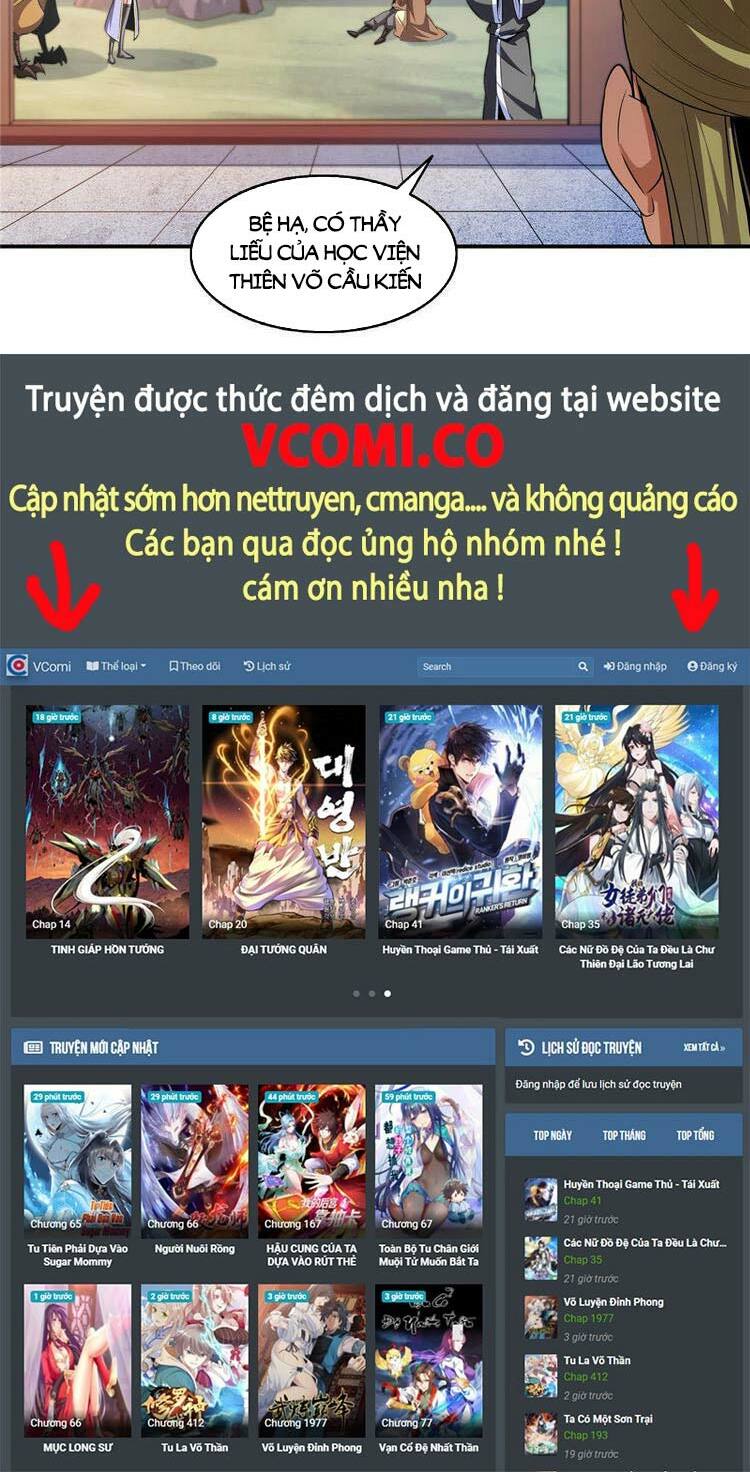 BỆ HẠ, CÓ THẦY
LIỄU CỦA HỌC VIỆN
THIÊN VÕ CẦU KIẾN
Truyện được thức đêm dịch và đăng tại website
VCOMI.CO
Cập nhật sớm hơn nettruyen, cmanga.... và không quảng cáo
Các bạn qua đọc ủng hộ nhóm nhé !
cám ơn nhiều nha !
VComi Thể loại Theo dõi Lịch sử Search Đăng nhập Đăng ký
18 giờ trước
8 giờ trước
21 giờ trước
21 giờ trước
대영반
랭커의 귀환
RANKER'S RETURN
Chap 14
Chap 20
Chap 41
Chap 35
TINH GIÁP HỒN TƯỚNG
ĐẠI TƯỚNG QUÂN
Huyền Thoại Game Thủ - Tái Xuất
Các Nữ Đồ Đệ Của Ta Đều Là Chư
Thiên Đại Lão Tương Lai
TRUYỆN MỚI CẬP NHẬT
29 phút trước
29 phút trước
44 phút trước
59 phút trước
Chương 65
Chương 66
Chương 167
Chương 67
Tu Tiên Phải Dựa Vào
Sugar Mommy
Người Nuôi Rồng
HẬU CUNG CỦA TA
DỰA VÀO RÚT THẺ
Toàn Bộ Tu Chân Giới
Muội Tử Muốn Bắt Ta
1 giờ trước
2 giờ trước
3 giờ trước
3 giờ trước
修罗神
Chương 66
Chương 412
Chương 1977
Chương 77
MỤC LONG SƯ
Tu La Võ Thần
Võ Luyện Đỉnh Phong
Vạn Cổ Đệ Nhất Thần
LỊCH SỬ ĐỌC TRUYỆN XEM TẤT CẢ »
Đăng nhập để lưu lịch sử đọc truyện
TOP NGÀY TOP THÁNG TOP TỔNG
Huyền Thoại Game Thủ - Tái Xuất
Chap 41
21 giờ trước
Các Nữ Đồ Đệ Của Ta Đều Là Chư...
Chap 35
21 giờ trước
Võ Luyện Đỉnh Phong
Chap 1977
3 giờ trước
Tu La Võ Thần
Chap 412
2 giờ trước
Ta Có Một Sơn Trại
Chap 193
19 giờ trước